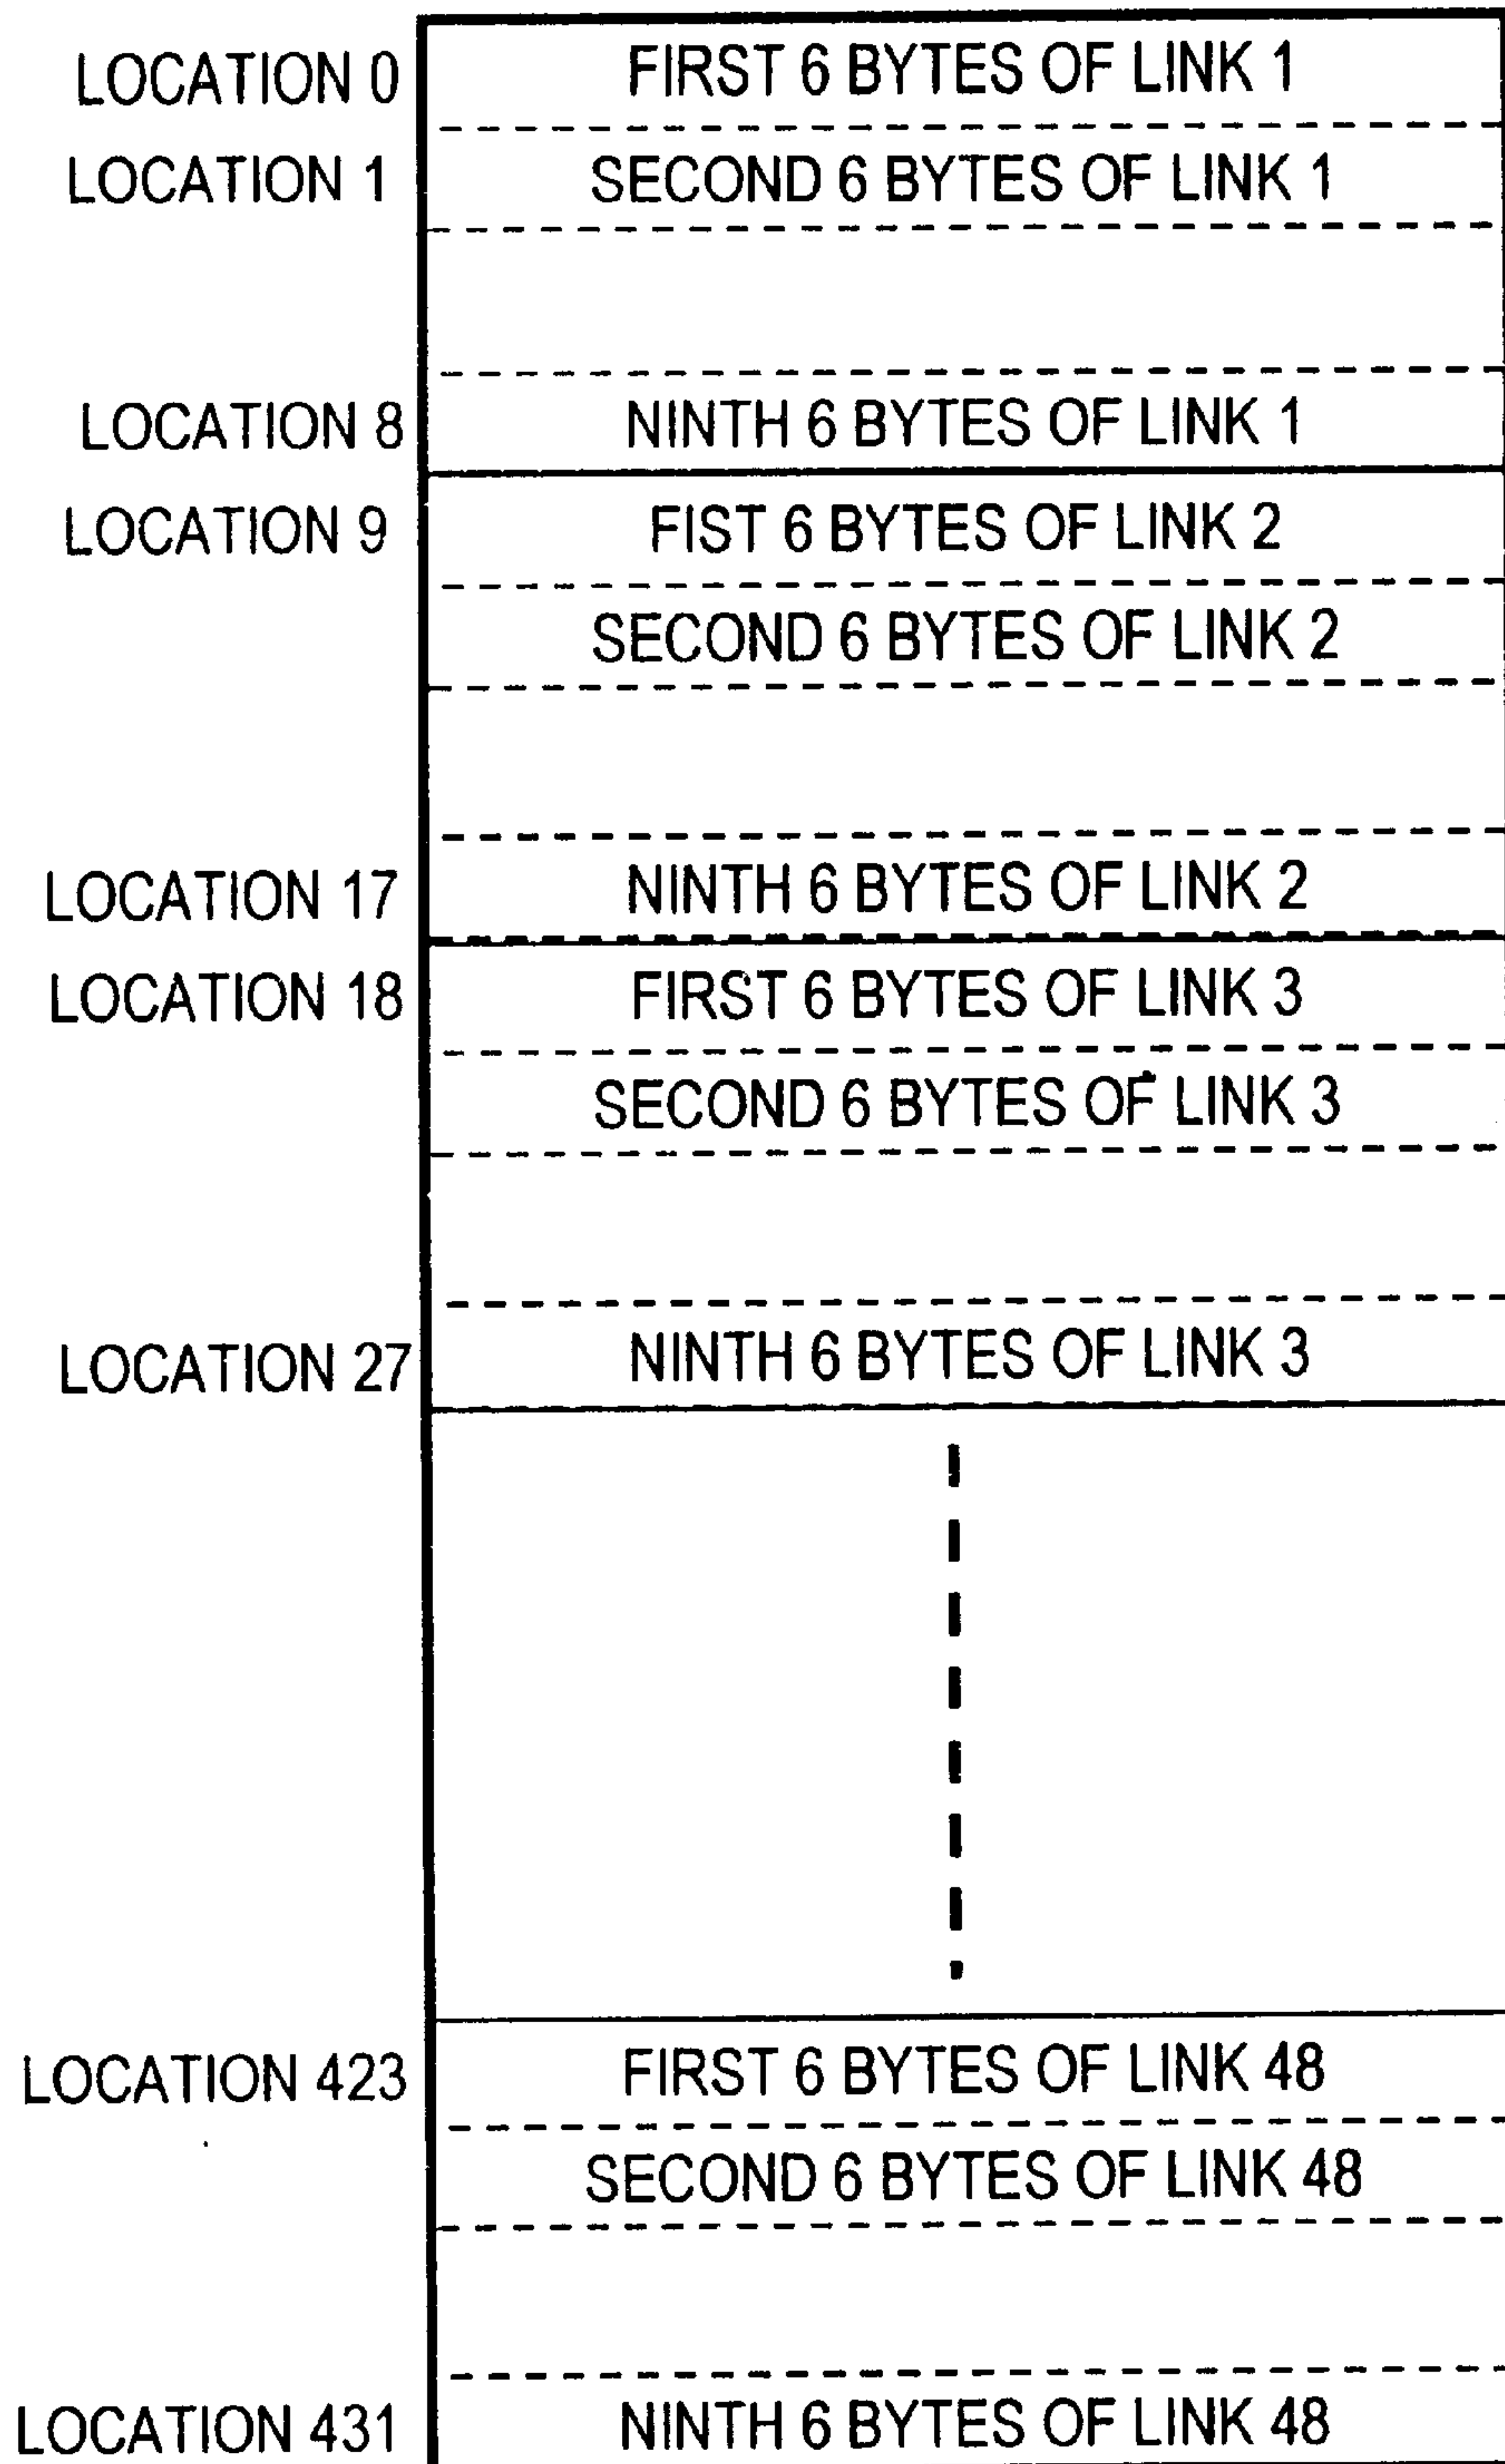 LOCATION 0 FIRST 6 BYTES OF LINK 1
LOCATION 1 SECOND 6 BYTES OF LINK 1
LOCATION 8 NINTH 6 BYTES OF LINK 1
LOCATION 9 FIST 6 BYTES OF LINK 2
SECOND 6 BYTES OF LINK 2
LOCATION 17 NINTH 6 BYTES OF LINK 2
LOCATION 18 FIRST 6 BYTES OF LINK 3
SECOND 6 BYTES OF LINK 3
LOCATION 27 NINTH 6 BYTES OF LINK 3
LOCATION 423 FIRST 6 BYTES OF LINK 48
SECOND 6 BYTES OF LINK 48
LOCATION 431 NINTH 6 BYTES OF LINK 48